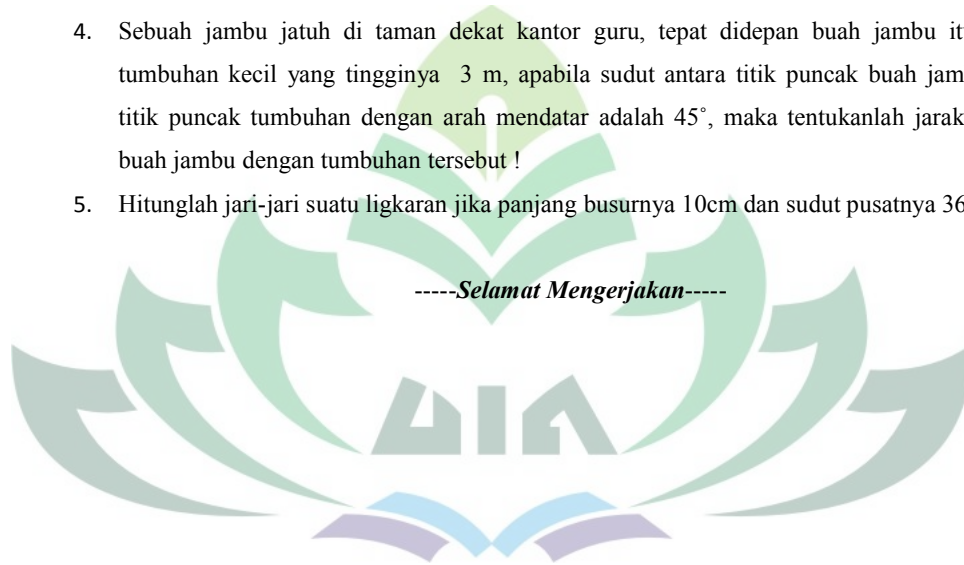 4. Sebuah jambu jatuh di taman dekat kantor guru, tepat didepan buah jambu it
tumbuhan kecil yang tingginya 3 m, apabila sudut antara titik puncak buah jam
titik puncak tumbuhan dengan arah mendatar adalah 45˚, maka tentukanlah jarak
buah jambu dengan tumbuhan tersebut !
5. Hitunglah jari-jari suatu ligkaran jika panjang busurnya 10cm dan sudut pusatnya 36
-----Selamat Mengerjakan-----
UIN